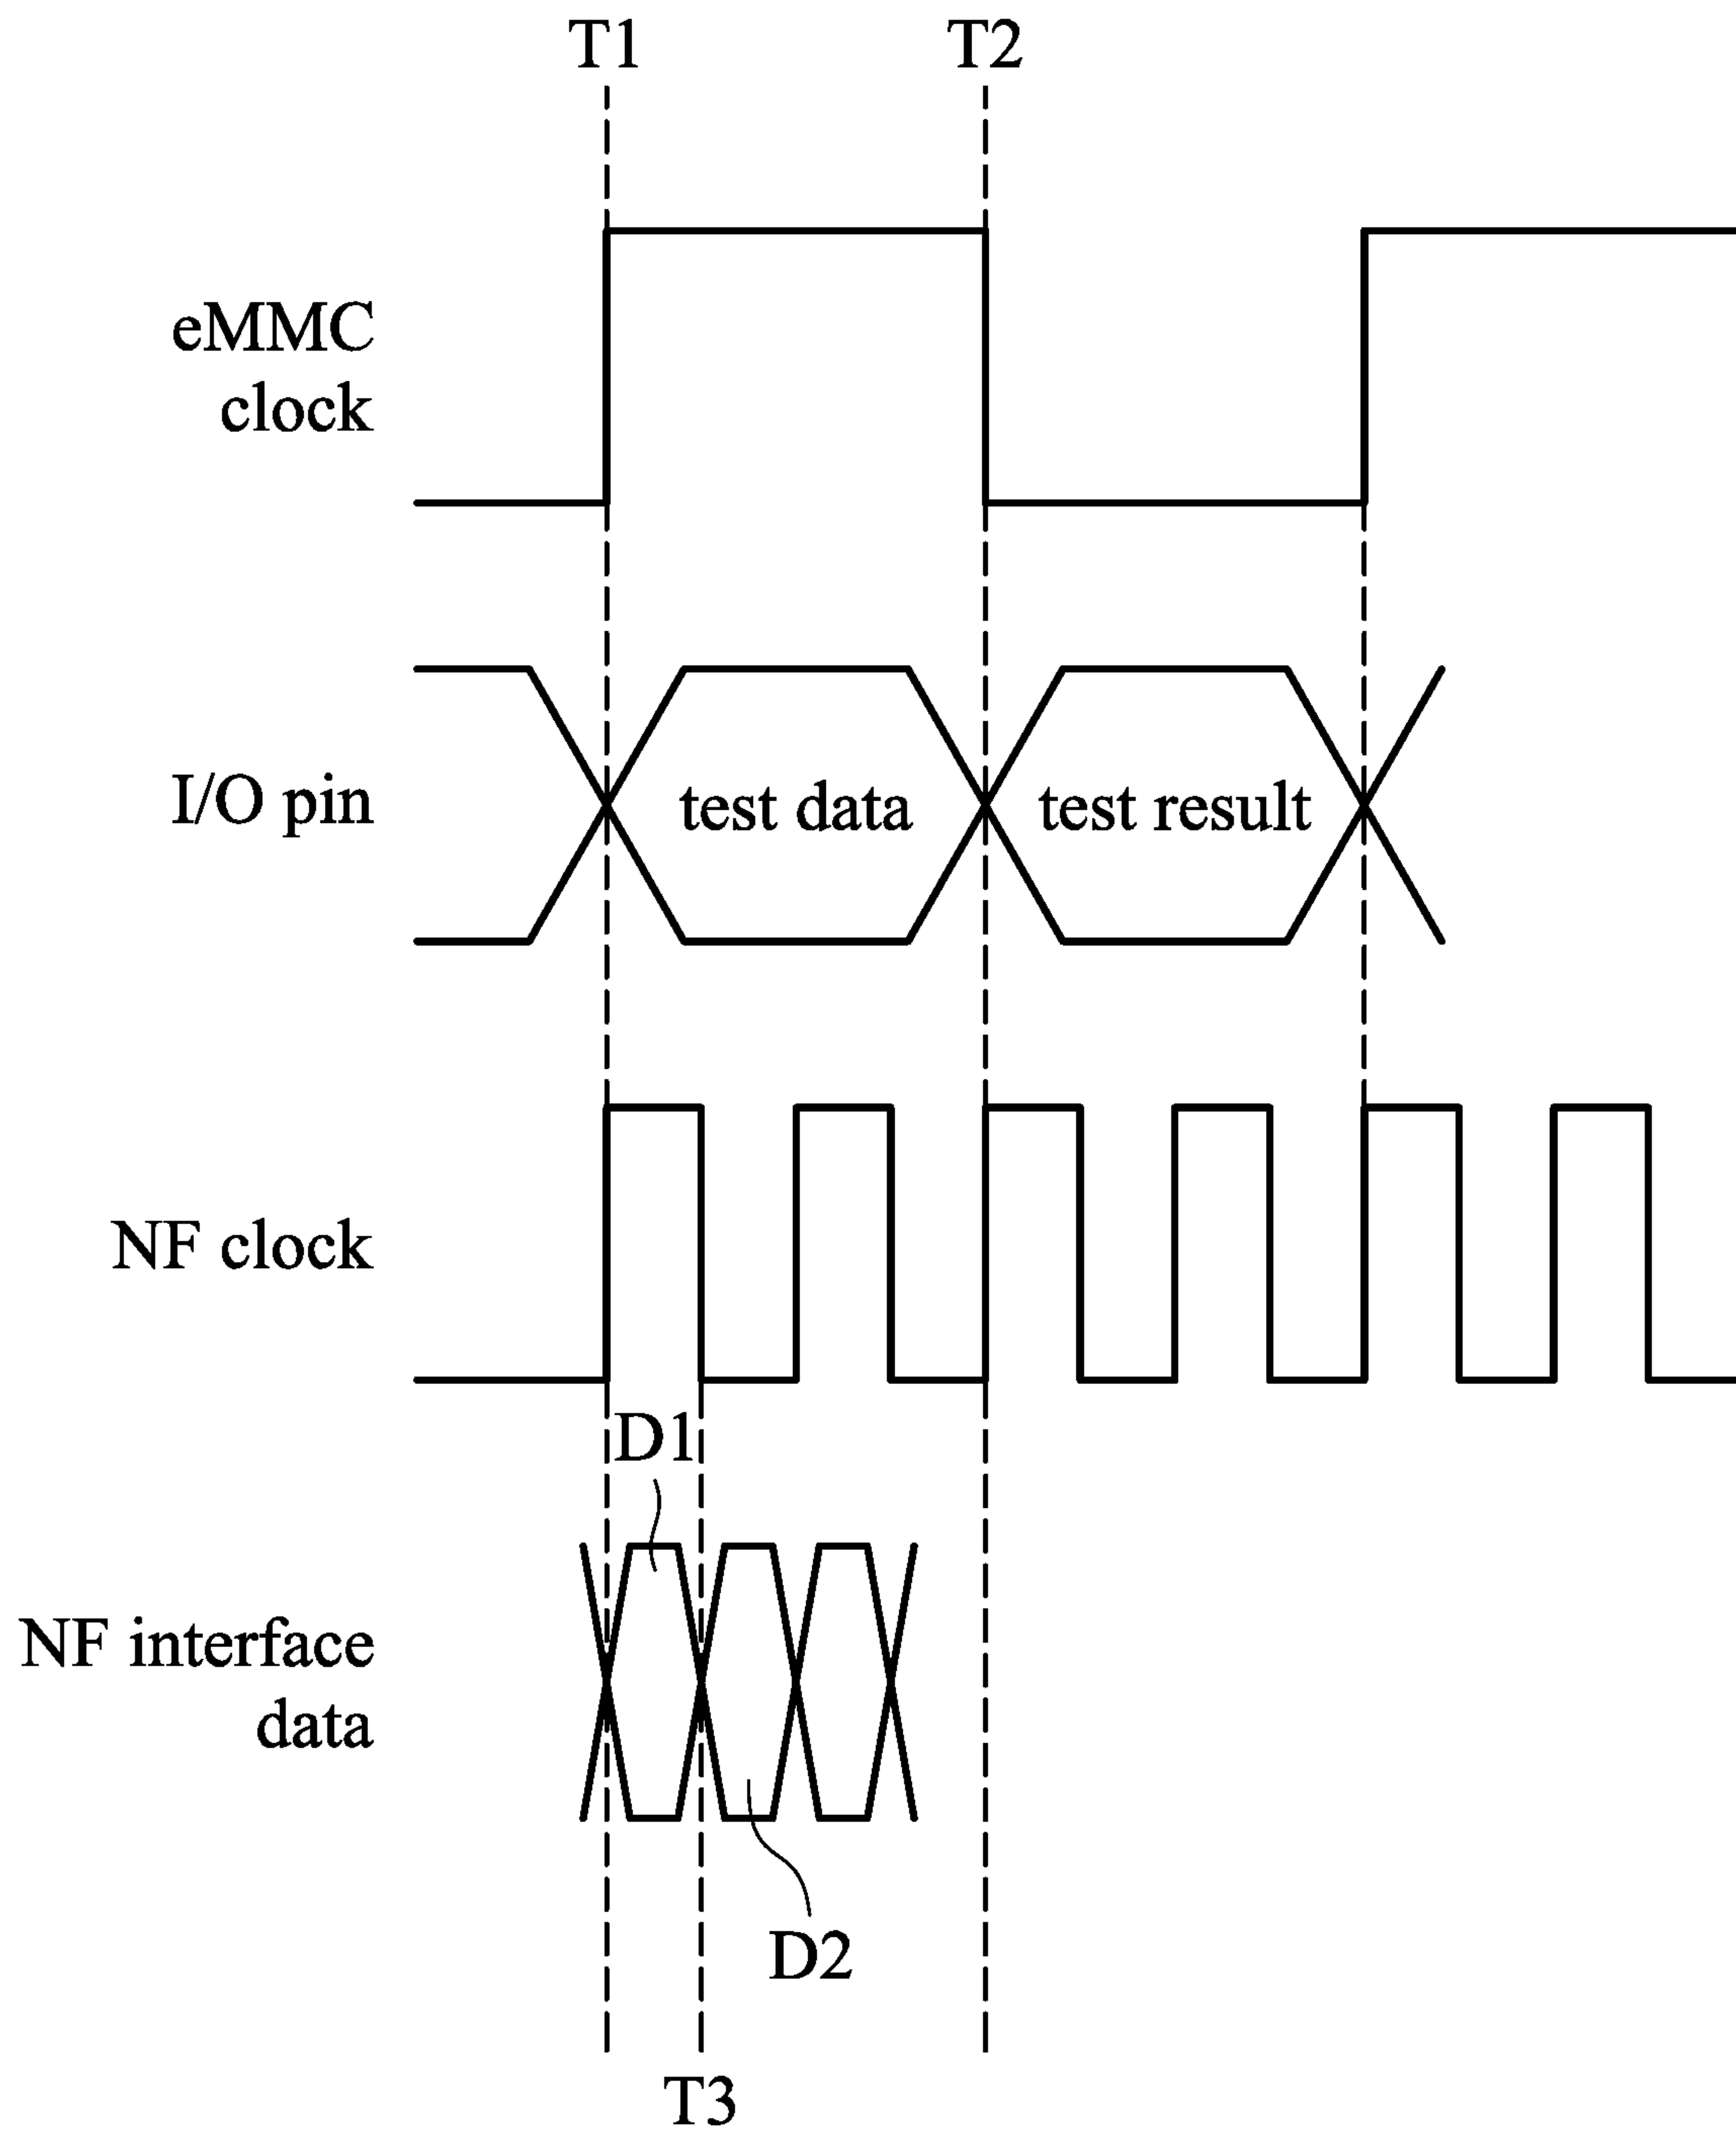 T1
T2
eMMC
clock
I/O pin
test data
test result
NF clock
D1
NF interface
data
D2
T3